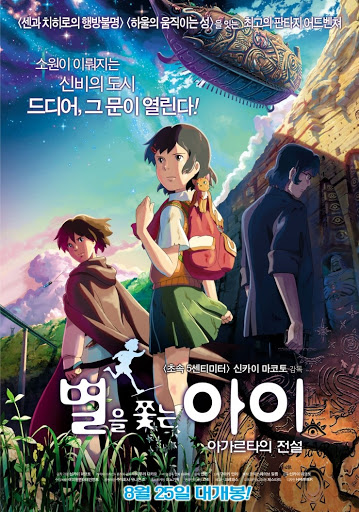 <센과 치히로의 행방불명> <하울의 움직이는 성>을 잇는 최고의 판타지 어드벤처
소원이 이뤄지는
신비의 도시
드디어, 그 문이 열린다!
<초속 5센티미터> 신카이 마코토 감독
별을 쫓는 아이
아가르타의 전설
8월 25일 대개봉!